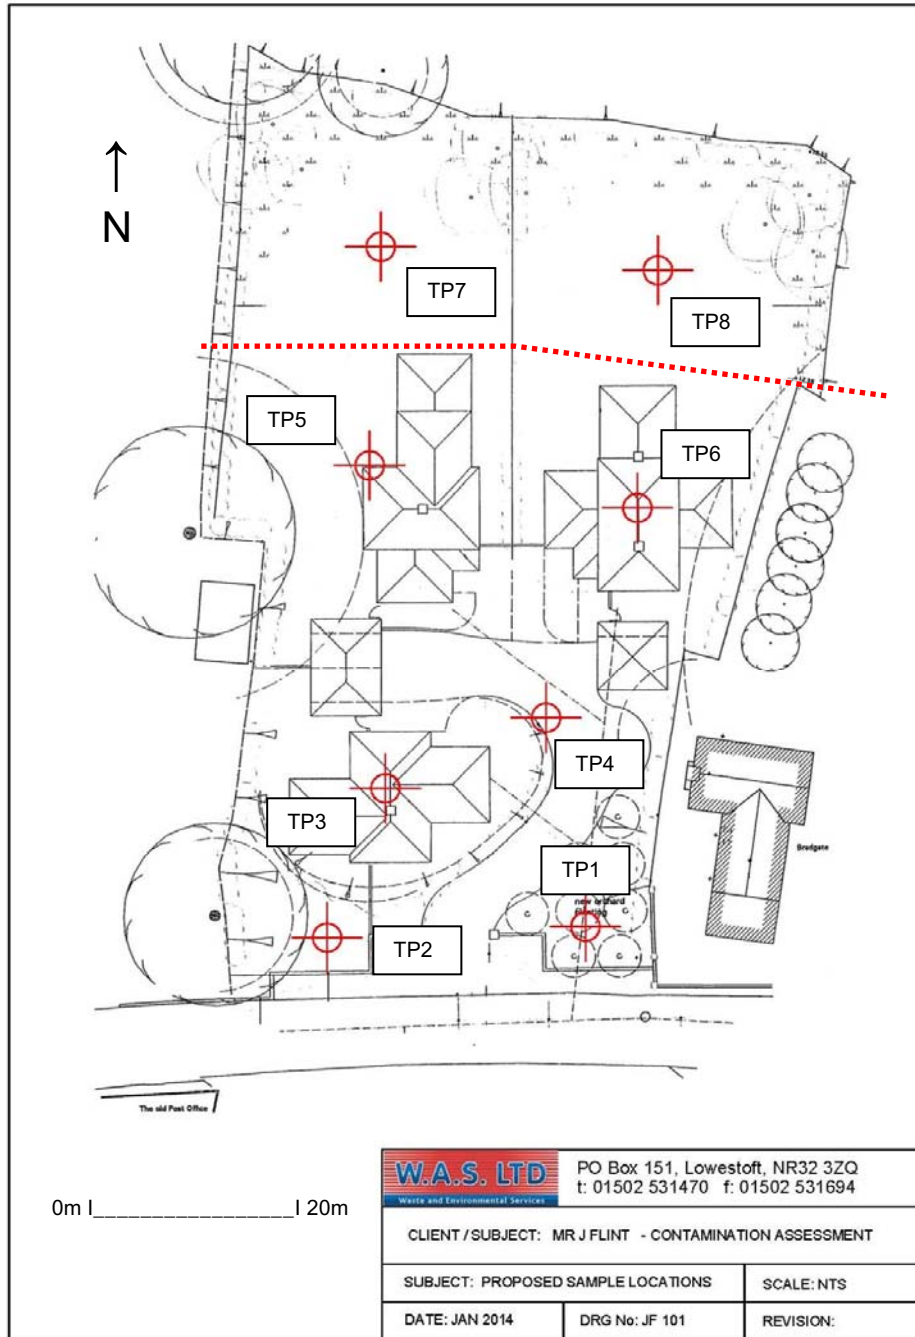 ↑
N
TP7
TP8
TP5
TP6
TP4
TP3
TP1
new orchard
Bradgate
TP2
The old Post Office
0m I__________________I 20m
W.A.S. LTD
Waste and Environmental Services
PO Box 151, Lowestoft, NR32 3ZQ
t: 01502 531470 f: 01502 531694
CLIENT / SUBJECT: MR J FLINT - CONTAMINATION ASSESSMENT
SUBJECT: PROPOSED SAMPLE LOCATIONS
SCALE: NTS
DATE: JAN 2014
DRG No: JF 101
REVISION: